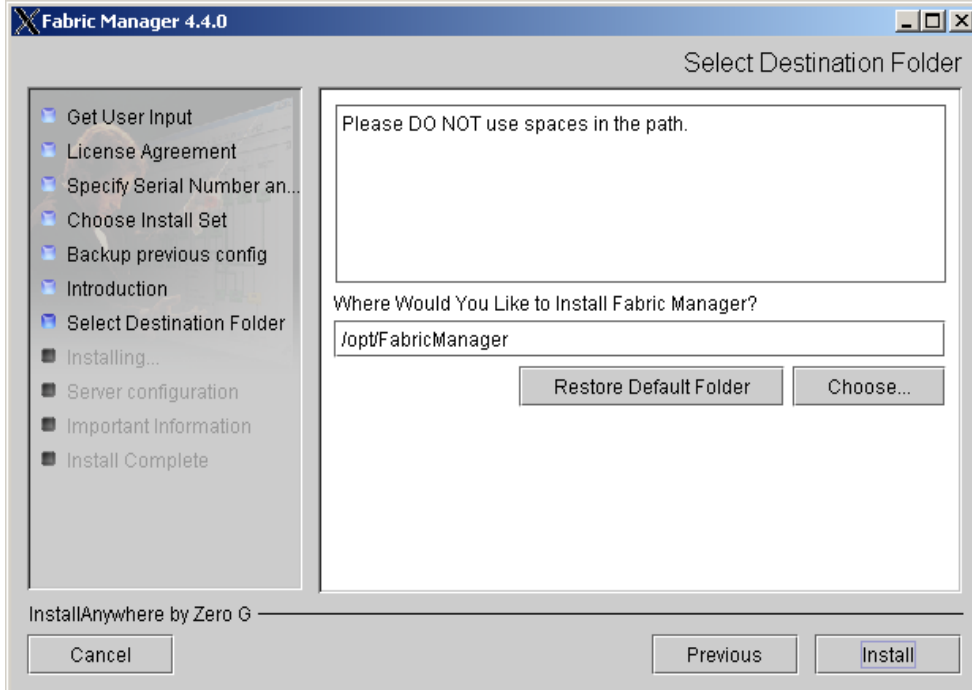 Fabric Manager 4.4.0
Select Destination Folder
Get User Input
License Agreement
Specify Serial Number an...
Choose Install Set
Backup previous config
Introduction
Select Destination Folder
Installing...
Server configuration
Important Information
Install Complete
Please DO NOT use spaces in the path.
Where Would You Like to Install Fabric Manager?
/opt/FabricManager
Restore Default Folder
Choose...
InstallAnywhere by Zero G
Cancel
Previous
Install